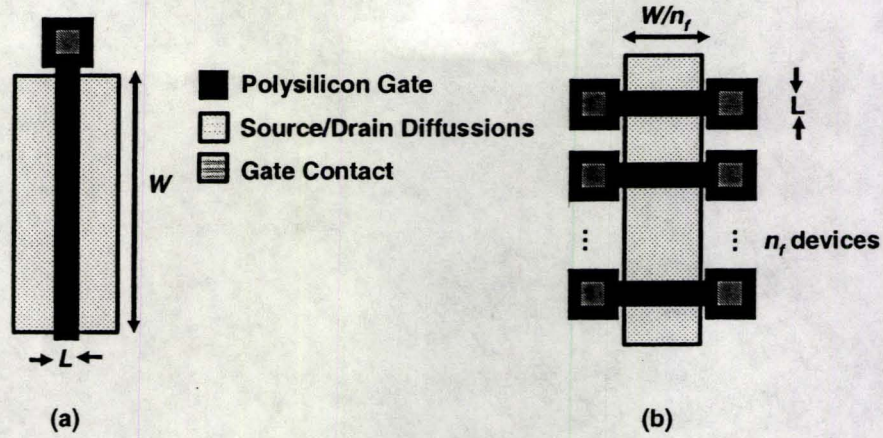 Polysilicon Gate
Source/Drain Diffussions
Gate Contact
W
L
(a)
W/nf
L
nf devices
(b)